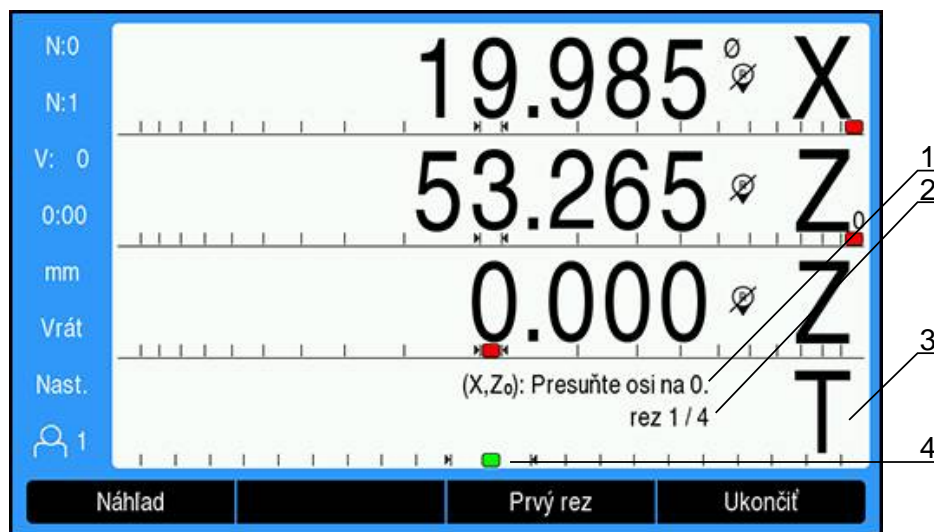 N:0
N:1
V: 0
0:00
mm
Vrát
Nast.
1
19.985 Ø X
53.265 Z₀
0.000 Z
(X,Z₀): Presuňte osi na 0.
rez 1 / 4
T
Náhľad
Prvý rez
Ukončiť
1
2
3
4